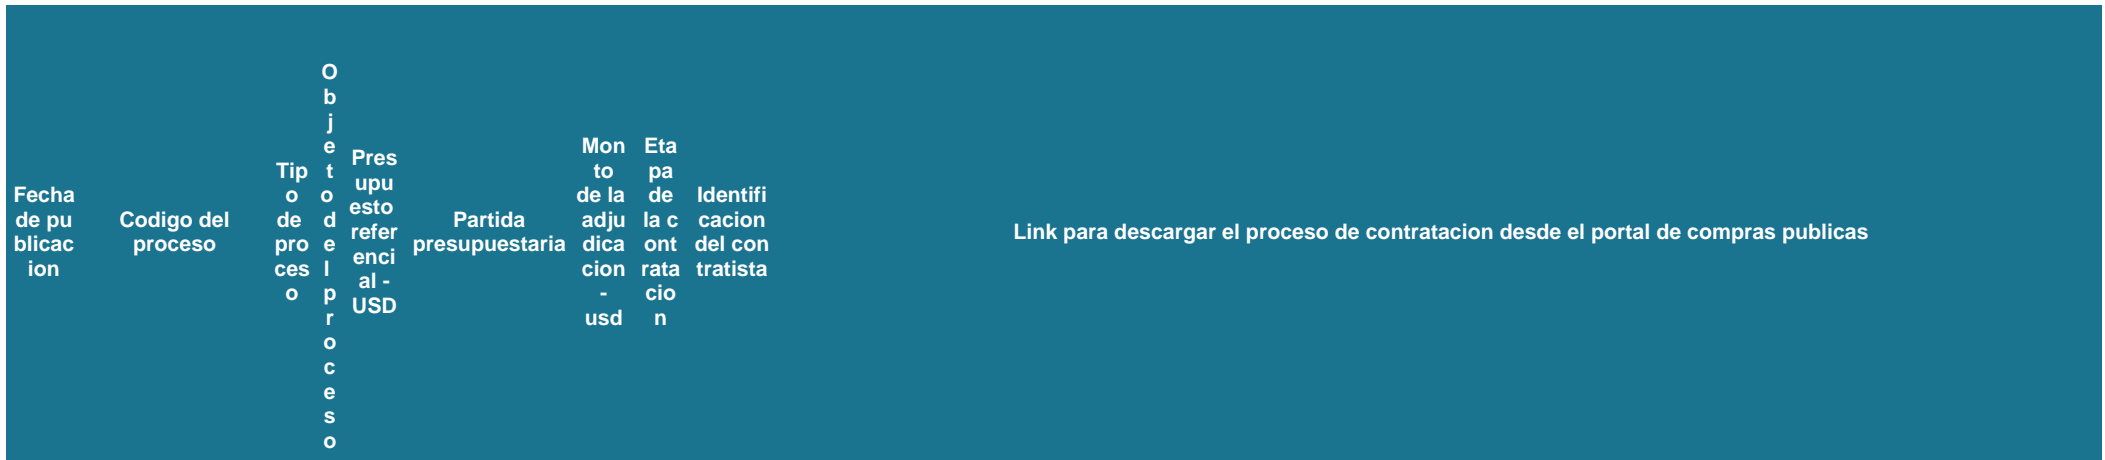 Fecha
de pu
blicac
ion
Codigo del
proceso
Tip
o
de
pro
ces
o
O
b
j
e
t
o
d
e
l
p
r
o
c
e
s
o
Pres
upu
esto
refer
enci
al -
USD
Partida
presupuestaria
Mon
to
de la
adju
dica
cion
-
usd
Eta
pa
de
la c
ont
rata
cio
n
Identifi
cacion
del con
tratista
Link para descargar el proceso de contratacion desde el portal de compras publicas